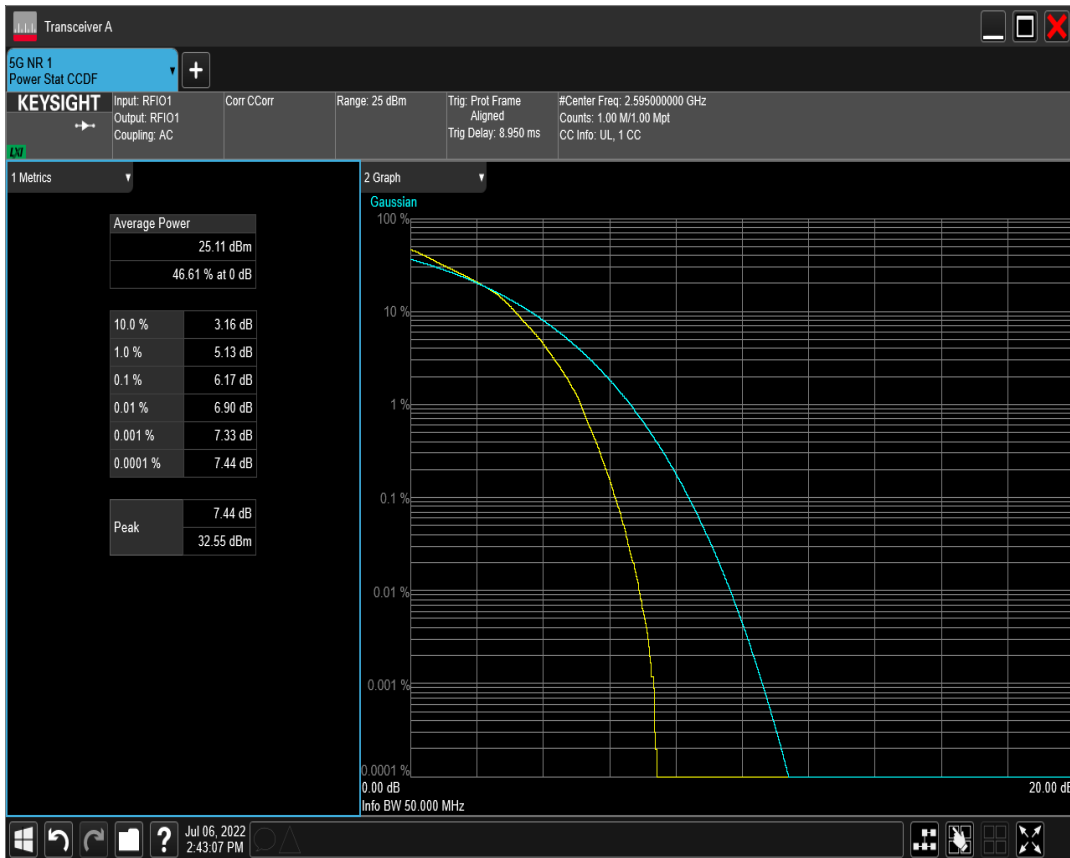 Transceiver A
5G NR 1
Power Stat CCDF
KEYSIGHT
Input: RFIO1
Output: RFIO1
Coupling: AC
Corr CCorr
Range: 25 dBm
Trig: Prot Frame
Aligned
Trig Delay: 8.950 ms
#Center Freq: 2.595000000 GHz
Counts: 1.00 M/1.00 Mpt
CC Info: UL, 1 CC
LXI
1 Metrics
Average Power
25.11 dBm
46.61 % at 0 dB
10.0 % 3.16 dB
1.0 % 5.13 dB
0.1 % 6.17 dB
0.01 % 6.90 dB
0.001 % 7.33 dB
0.0001 % 7.44 dB
Peak
7.44 dB
32.55 dBm
2 Graph
Gaussian
100 %
10 %
1 %
0.1 %
0.01 %
0.001 %
0.0001 %
0.00 dB
20.00 dB
Info BW 50.000 MHz
?
Jul 06, 2022
2:43:07 PM